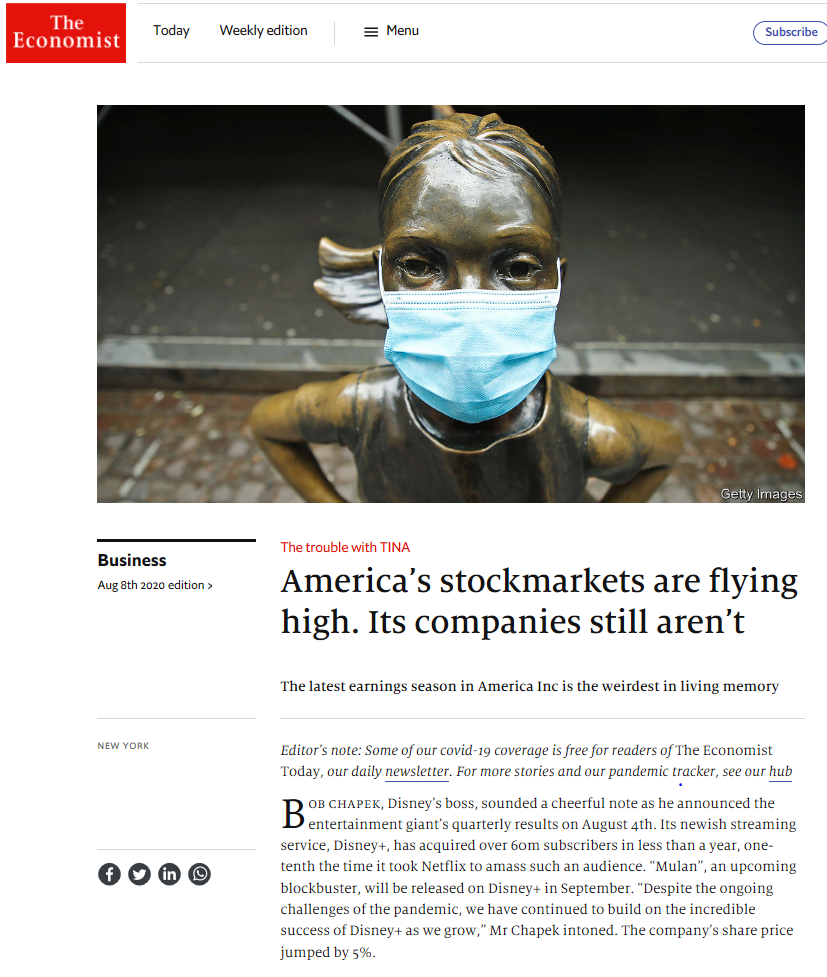 The
Economist
Today
Weekly edition
Menu
Subscribe
Getty Images
Business
Aug 8th 2020 edition >
The trouble with TINA
America’s stockmarkets are flying
high. Its companies still aren’t
The latest earnings season in America Inc is the weirdest in living memory
NEW YORK
Editor’s note: Some of our covid-19 coverage is free for readers of The Economist
Today, our daily newsletter. For more stories and our pandemic tracker, see our hub
BOB CHAPEK, Disney’s boss, sounded a cheerful note as he announced the
entertainment giant’s quarterly results on August 4th. Its newish streaming
service, Disney+, has acquired over 60m subscribers in less than a year, one-
tenth the time it took Netflix to amass such an audience. “Mulan”, an upcoming
blockbuster, will be released on Disney+ in September. “Despite the ongoing
challenges of the pandemic, we have continued to build on the incredible
success of Disney+ as we grow,” Mr Chapek intoned. The company’s share price
jumped by 5%.